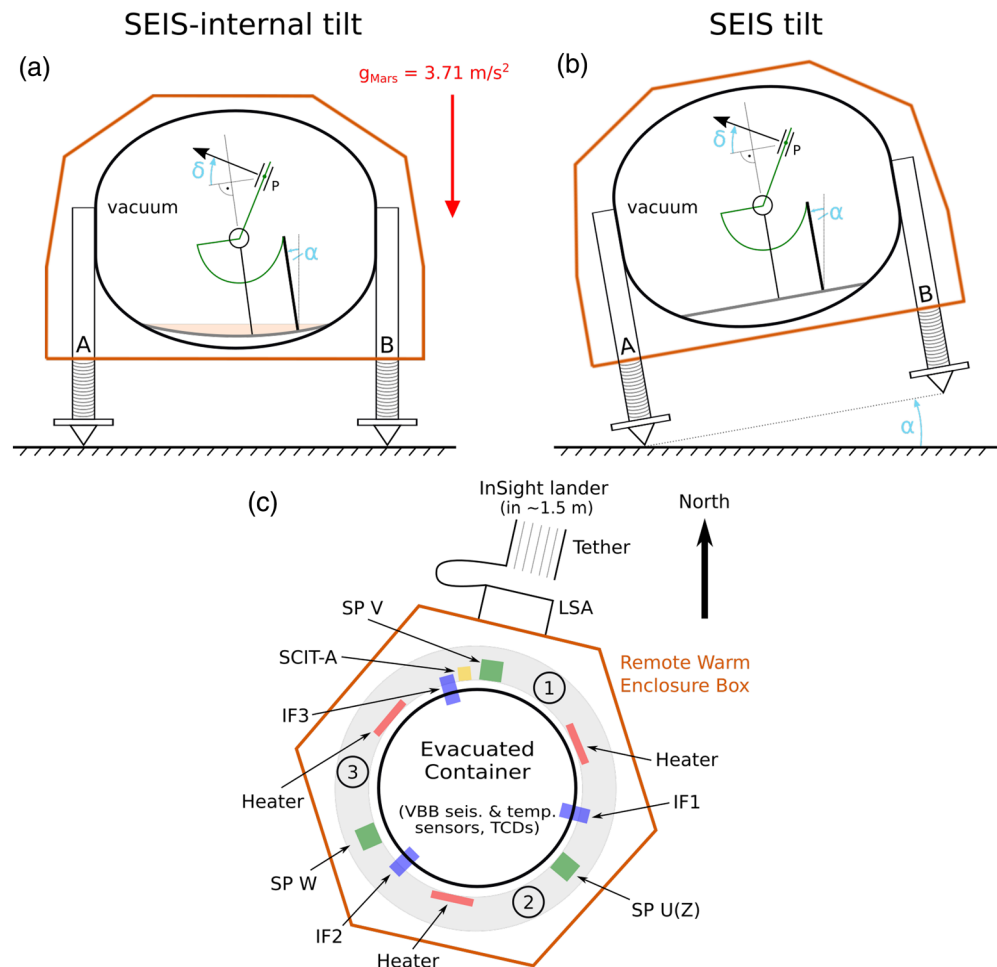 SEIS-internal tilt
SEIS tilt
(a)
g_Mars = 3.71 m/s²
δ
P
vacuum
α
A
B
(b)
δ
P
vacuum
α
A
B
α
(c)
InSight lander
(in ~1.5 m)
North
Tether
LSA
SP V
SCIT-A
IF3
Remote Warm
Enclosure Box
1
Heater
3
Heater
Evacuated
Container
(VBB seis. & temp.
sensors, TCDs)
IF1
SP W
IF2
2
SP U(Z)
Heater